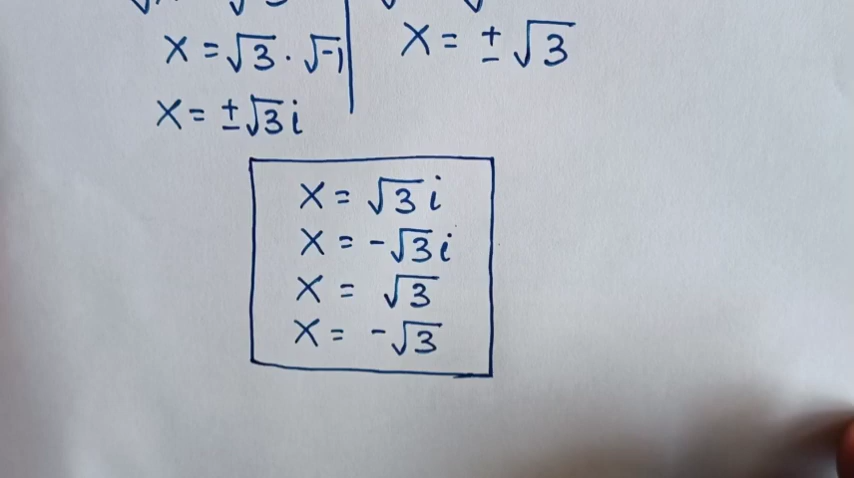 x = √3 · √-1
x = ±√3 i
x = ±√3
x = √3 i
x = -√3 i
x = √3
x = -√3